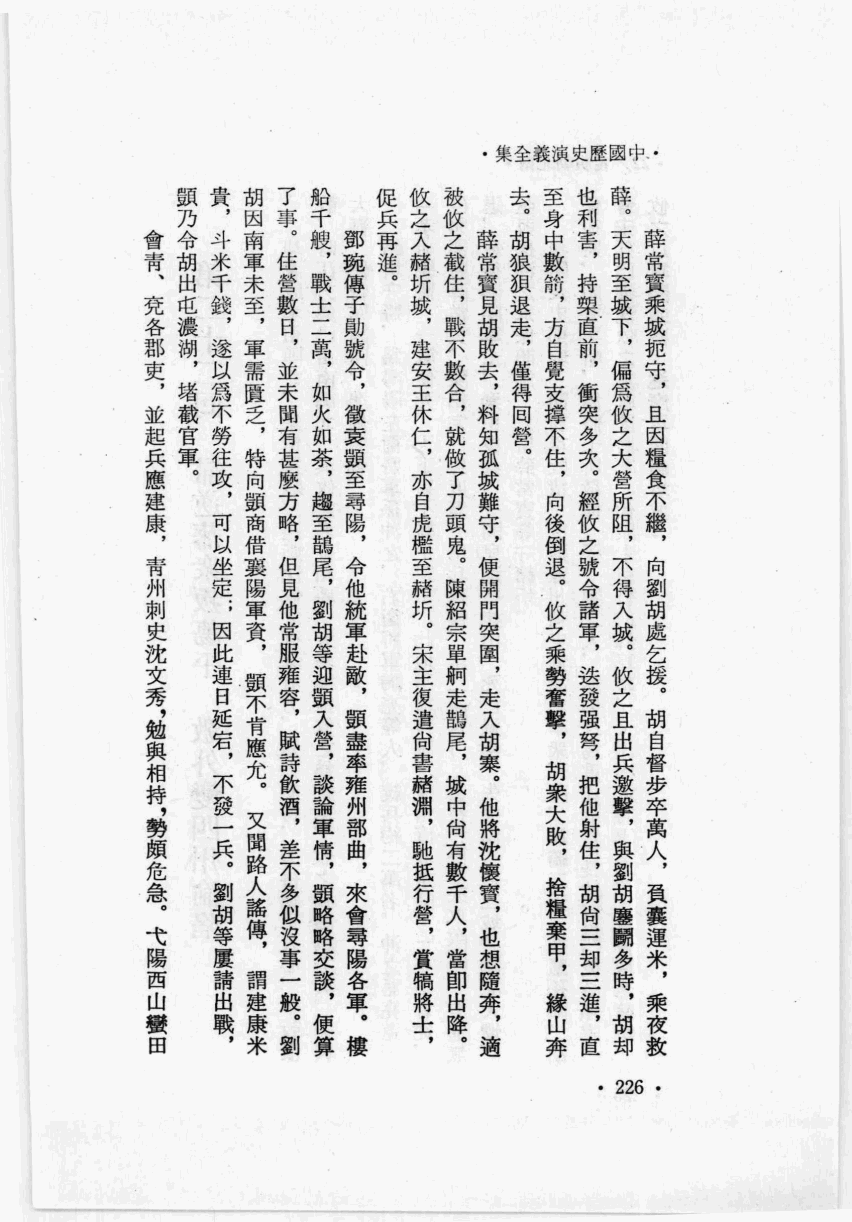 ·中國歷史演義全集·
薛常寶乘城扼守，且因糧食不繼，向劉胡處乞援。胡自督步卒萬人，負囊運米，乘夜救
薛。天明至城下，偏爲攸之大營所阻，不得入城。攸之且出兵邀擊，與劉胡鏖鬭多時，胡却
也利害，持槊直前，衝突多次。經攸之號令諸軍，迭發强弩，把他射住，胡尙三却三進，直
至身中數箭，方自覺支撐不住，向後倒退。攸之乘勢奮擊，胡衆大敗，捨糧棄甲，緣山奔
去。胡狼狽退走，僅得回營。
薛常寶見胡敗去，料知孤城難守，便開門突圍，走入胡寨。他將沈懷寶，也想隨奔，適
被攸之截住，戰不數合，就做了刀頭鬼。陳紹宗單舸走鵲尾，城中尙有數千人，當卽出降。
攸之入赭圻城，建安王休仁，亦自虎檻至赭圻。宋主復遣尙書褚淵，馳抵行營，賞犒將士，
促兵再進。
鄧琬傳子勛號令，徵袁顗至尋陽，令他統軍赴敵，顗盡率雍州部曲，來會尋陽各軍。樓
船千艘，戰士二萬，如火如荼，趨至鵲尾，劉胡等迎顗入營，談論軍情，顗略略交談，便算
了事。住營數日，並未聞有甚麼方略，但見他常服雍容，賦詩飮酒，差不多似沒事一般。劉
胡因南軍未至，軍需匱乏，特向顗商借襄陽軍資，顗不肯應允。又聞路人謠傳，謂建康米
貴，斗米千錢，遂以爲不勞往攻，可以坐定；因此連日延宕，不發一兵。劉胡等屢請出戰，
顗乃令胡出屯濃湖，堵截官軍。
會靑、兗各郡吏，並起兵應建康，靑州刺史沈文秀，勉與相持，勢頗危急。弋陽西山蠻田
·226·